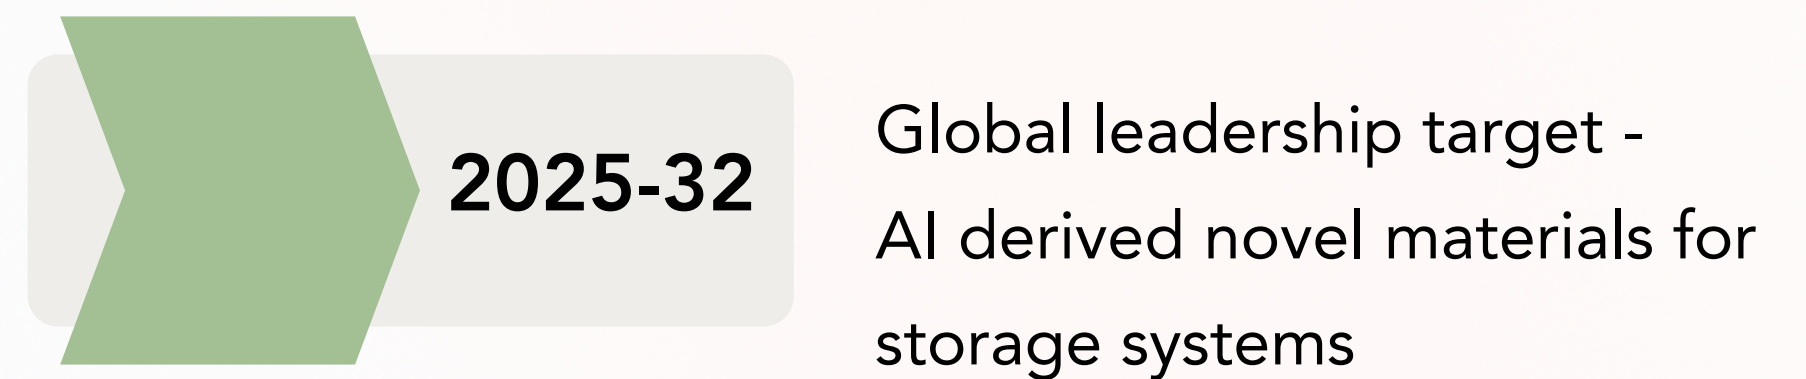 2025-32
Global leadership target -
AI derived novel materials for
storage systems